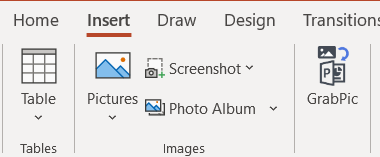 Home Insert Draw Design Transitions
Table
Pictures
Screenshot
Photo Album
GrabPic
Tables
Images